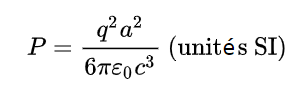 P = q²a² / 6πε₀c³ (unités SI)